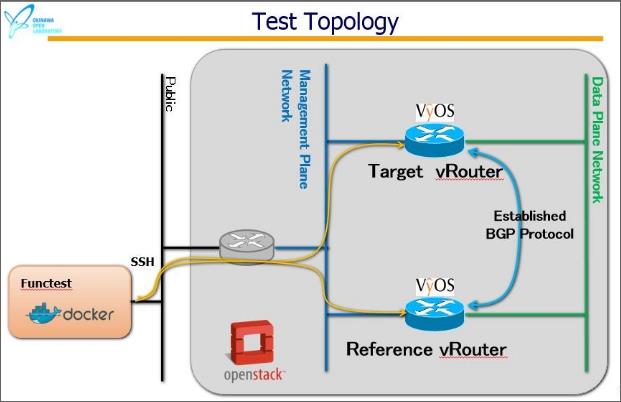 OKINAWA
OPEN
LABORATORY
Test Topology
Public
Management Plane
Network
Data Plane Network
VyOS
Target vRouter
Established
BGP Protocol
SSH
Functest
docker
VyOS
Reference vRouter
openstack™